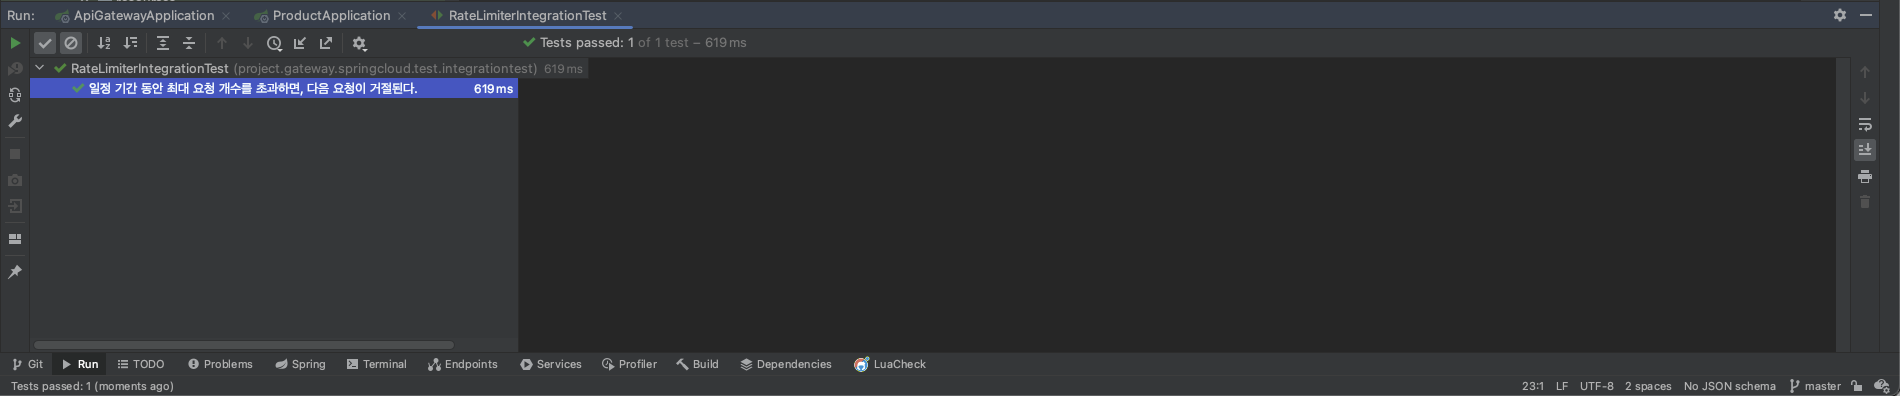 Run: ApiGatewayApplication ProductApplication RateLimiterIntegrationTest
Tests passed: 1 of 1 test – 619 ms
RateLimiterIntegrationTest (project.gateway.springcloud.test.integrationtest) 619 ms
일정 기간 동안 최대 요청 개수를 초과하면, 다음 요청이 거절된다. 619 ms
Git Run TODO Problems Spring Terminal Endpoints Services Profiler Build Dependencies LuaCheck
Tests passed: 1 (moments ago) 23:1 LF UTF-8 2 spaces No JSON schema master